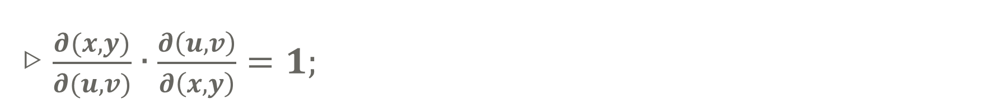 ▷ ∂(x,y)/∂(u,v) · ∂(u,v)/∂(x,y) = 1;